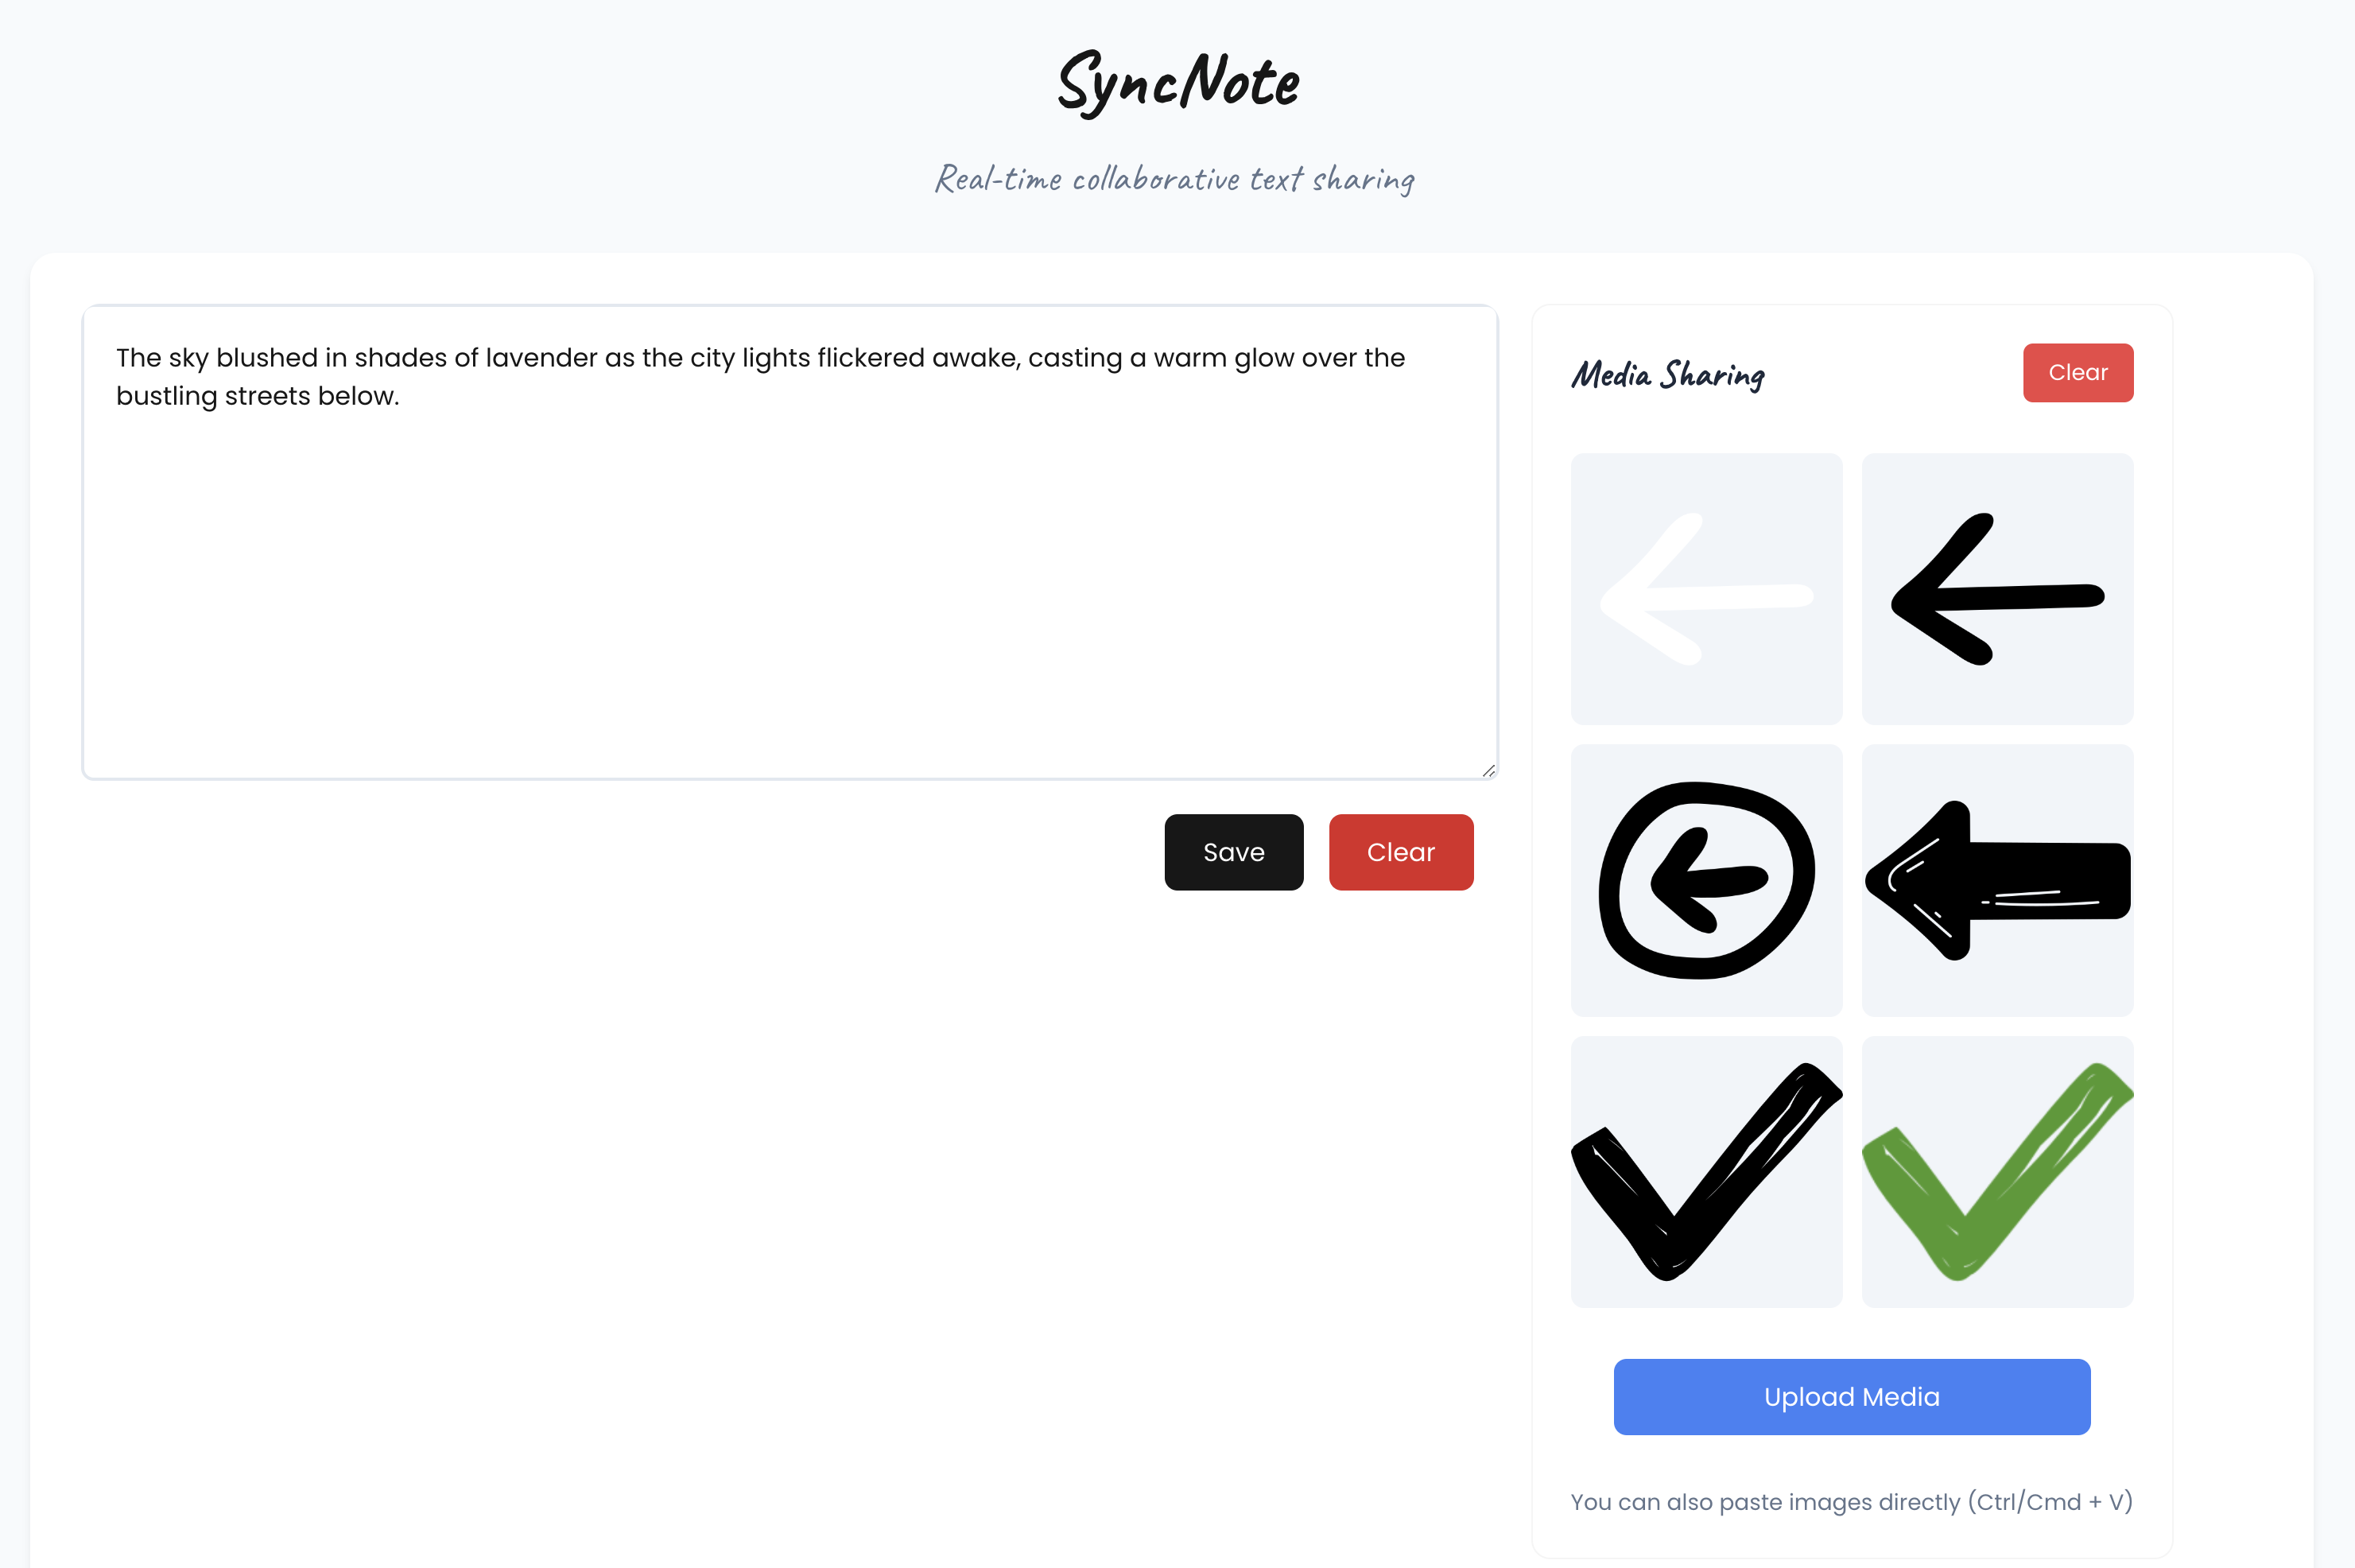 SyncNote
Real-time collaborative text sharing
The sky blushed in shades of lavender as the city lights flickered awake, casting a warm glow over the
bustling streets below.
Save
Clear
Media Sharing
Clear
Upload Media
You can also paste images directly (Ctrl/Cmd + V)